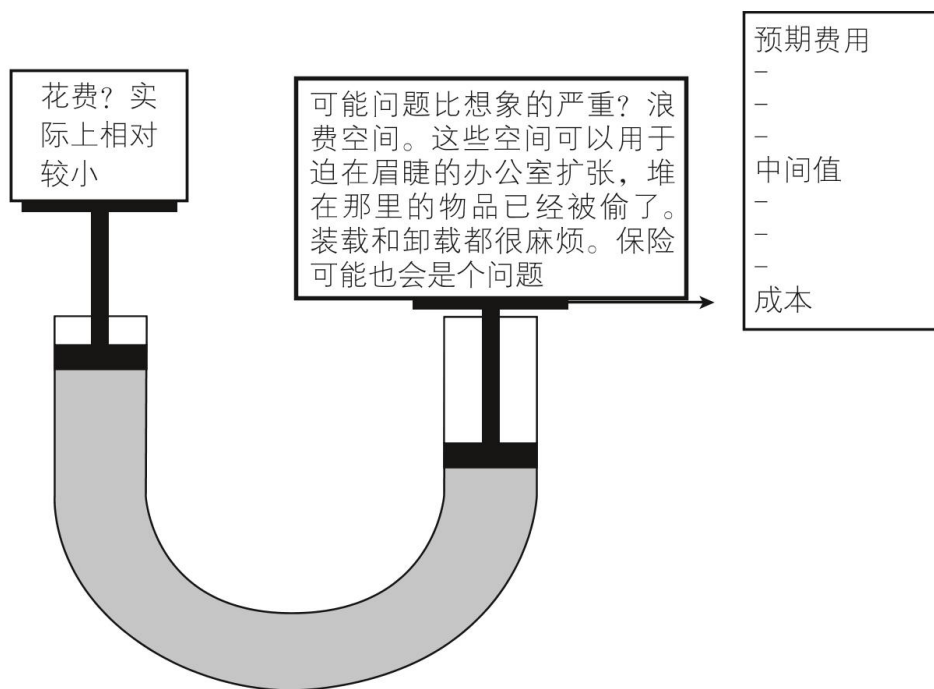 花费？实
际上相对
较小
可能问题比想象的严重？浪
费空间。这些空间可以用于
迫在眉睫的办公室扩张，堆
在那里的物品已经被偷了。
装载和卸载都很麻烦。保险
可能也会是个问题
预期费用
–
–
–
中间值
–
–
–
成本